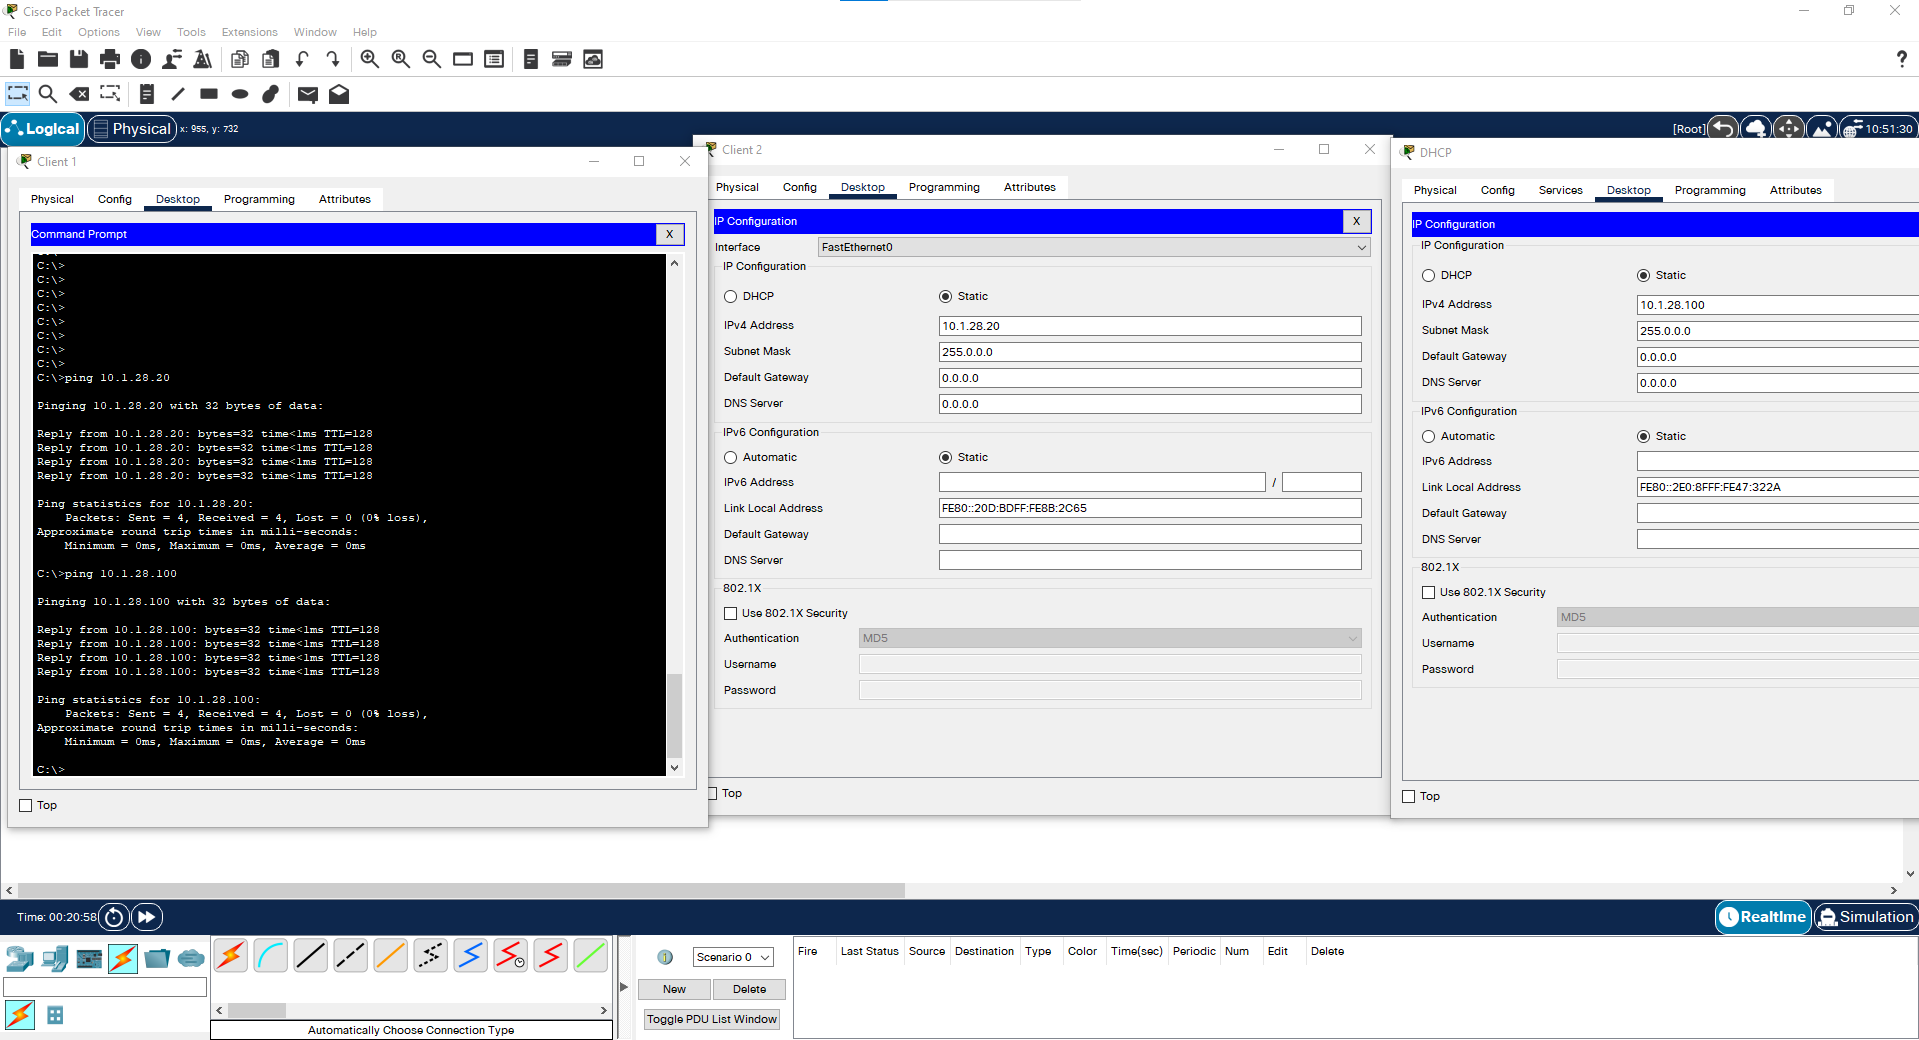 Cisco Packet Tracer
File Edit Options View Tools Extensions Window Help
Logical Physical x: 955, y: 732 [Root] 10:51:30
Client 1
Physical Config Desktop Programming Attributes
Command Prompt X
C:\>
C:\>
C:\>
C:\>
C:\>
C:\>
C:\>
C:\>
C:\>ping 10.1.28.20
Pinging 10.1.28.20 with 32 bytes of data:
Reply from 10.1.28.20: bytes=32 time<1ms TTL=128
Reply from 10.1.28.20: bytes=32 time<1ms TTL=128
Reply from 10.1.28.20: bytes=32 time<1ms TTL=128
Reply from 10.1.28.20: bytes=32 time<1ms TTL=128
Ping statistics for 10.1.28.20:
Packets: Sent = 4, Received = 4, Lost = 0 (0% loss),
Approximate round trip times in milli-seconds:
Minimum = 0ms, Maximum = 0ms, Average = 0ms
C:\>ping 10.1.28.100
Pinging 10.1.28.100 with 32 bytes of data:
Reply from 10.1.28.100: bytes=32 time<1ms TTL=128
Reply from 10.1.28.100: bytes=32 time<1ms TTL=128
Reply from 10.1.28.100: bytes=32 time<1ms TTL=128
Reply from 10.1.28.100: bytes=32 time<1ms TTL=128
Ping statistics for 10.1.28.100:
Packets: Sent = 4, Received = 4, Lost = 0 (0% loss),
Approximate round trip times in milli-seconds:
Minimum = 0ms, Maximum = 0ms, Average = 0ms
C:\>
Top
Client 2
Physical Config Desktop Programming Attributes
IP Configuration X
Interface FastEthernet0
IP Configuration
DHCP Static
IPv4 Address 10.1.28.20
Subnet Mask 255.0.0.0
Default Gateway 0.0.0.0
DNS Server 0.0.0.0
IPv6 Configuration
Automatic Static
IPv6 Address /
Link Local Address FE80::20D:BDFF:FE8B:2C65
Default Gateway
DNS Server
802.1X
Use 802.1X Security
Authentication MD5
Username
Password
Top
DHCP
Physical Config Services Desktop Programming Attributes
IP Configuration
IP Configuration
DHCP Static
IPv4 Address 10.1.28.100
Subnet Mask 255.0.0.0
Default Gateway 0.0.0.0
DNS Server 0.0.0.0
IPv6 Configuration
Automatic Static
IPv6 Address
Link Local Address FE80::2E0:8FFF:FE47:322A
Default Gateway
DNS Server
802.1X
Use 802.1X Security
Authentication MD5
Username
Password
Top
Time: 00:20:58 Realtime Simulation
Scenario 0
New Delete
Toggle PDU List Window
Fire Last Status Source Destination Type Color Time(sec) Periodic Num Edit Delete
Automatically Choose Connection Type